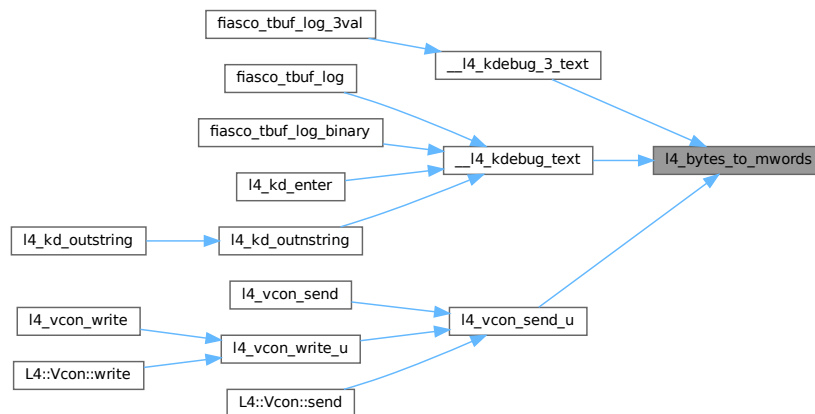 fiasco_tbuf_log_3val
__l4_kdebug_3_text
fiasco_tbuf_log
fiasco_tbuf_log_binary
__l4_kdebug_text
l4_bytes_to_mwords
l4_kd_enter
l4_kd_outstring
l4_kd_outnstring
l4_vcon_send
l4_vcon_write
l4_vcon_send_u
l4_vcon_write_u
L4::Vcon::write
L4::Vcon::send